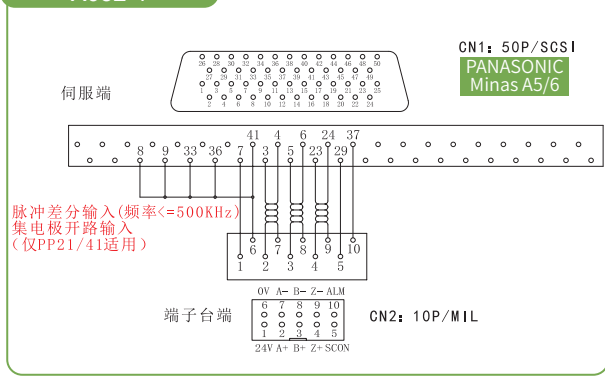 CN1: 50P/SCSI
PANASONIC
Minas A5/6
伺服端
26 28 30 32 34 36 38 40 42 44 46 48 50
27 29 31 33 35 37 39 41 43 45 47 49
1 3 5 7 9 11 13 15 17 19 21 23 25
2 4 6 8 10 12 14 16 18 20 22 24
41 4 6 24 37
8 9 33 36 7 3 5 23 29
脉冲差分输入(频率<=500KHz)
集电极开路输入
(仅PP21/41适用)
6 7 8 9 10
1 2 3 4 5
0V A- B- Z- ALM
端子台端
6 7 8 9 10
1 2 3 4 5
24V A+ B+ Z+ SCON
CN2: 10P/MIL